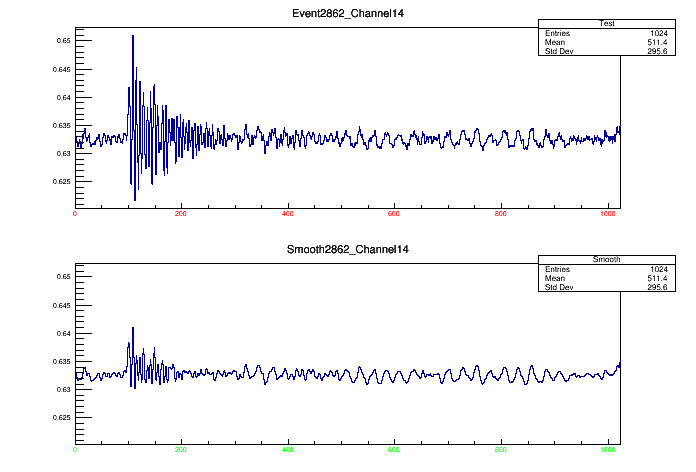 Event2862_Channel14
Test
Entries 1024
Mean 511.4
Std Dev 295.6
0.65
0.645
0.64
0.635
0.63
0.625
0 200 400 600 800 1000
Smooth2862_Channel14
Smooth
Entries 1024
Mean 511.4
Std Dev 295.6
0.65
0.645
0.64
0.635
0.63
0.625
0 200 400 600 800 1000